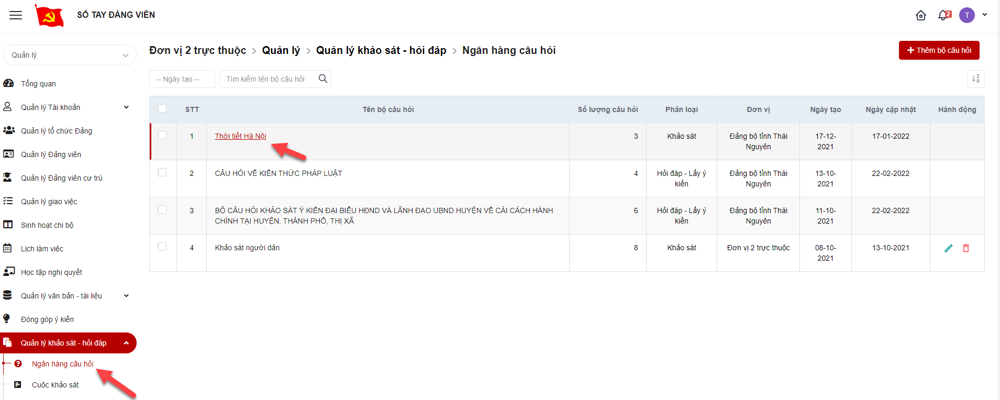 SỔ TAY ĐẢNG VIÊN
2
T
Quản lý
Tổng quan
Quản lý Tài khoản
Quản lý tổ chức Đảng
Quản lý Đảng viên
Quản lý Đảng viên cư trú
Quản lý giao việc
Sinh hoạt chi bộ
Lịch làm việc
Học tập nghị quyết
Quản lý văn bản - tài liệu
Đóng góp ý kiến
Quản lý khảo sát - hỏi đáp
Ngân hàng câu hỏi
Cuộc khảo sát
Đơn vị 2 trực thuộc > Quản lý > Quản lý khảo sát - hỏi đáp > Ngân hàng câu hỏi
Thêm bộ câu hỏi
-- Ngày tạo --
Tìm kiếm tên bộ câu hỏi
STT Tên bộ câu hỏi Số lượng câu hỏi Phân loại Đơn vị Ngày tạo Ngày cập nhật Hành động
1 Thời tiết Hà Nội 3 Khảo sát Đảng bộ tỉnh Thái 17-12- 17-01-2022
Nguyên 2021
2 CÂU HỎI VỀ KIẾN THỨC PHÁP LUẬT 4 Hỏi đáp - Lấy ý Đảng bộ tỉnh Thái 13-10- 22-02-2022
kiến Nguyên 2021
3 BỘ CÂU HỎI KHẢO SÁT Ý KIẾN ĐẠI BIỂU HĐND VÀ LÃNH ĐẠO UBND HUYỆN VỀ CẢI CÁCH HÀNH 6 Hỏi đáp - Lấy ý Đảng bộ tỉnh Thái 11-10- 22-02-2022
CHÍNH TẠI HUYỆN, THÀNH PHỐ, THỊ XÃ kiến Nguyên 2021
4 Khảo sát người dân 8 Khảo sát Đơn vị 2 trực thuộc 08-10- 13-10-2021
2021